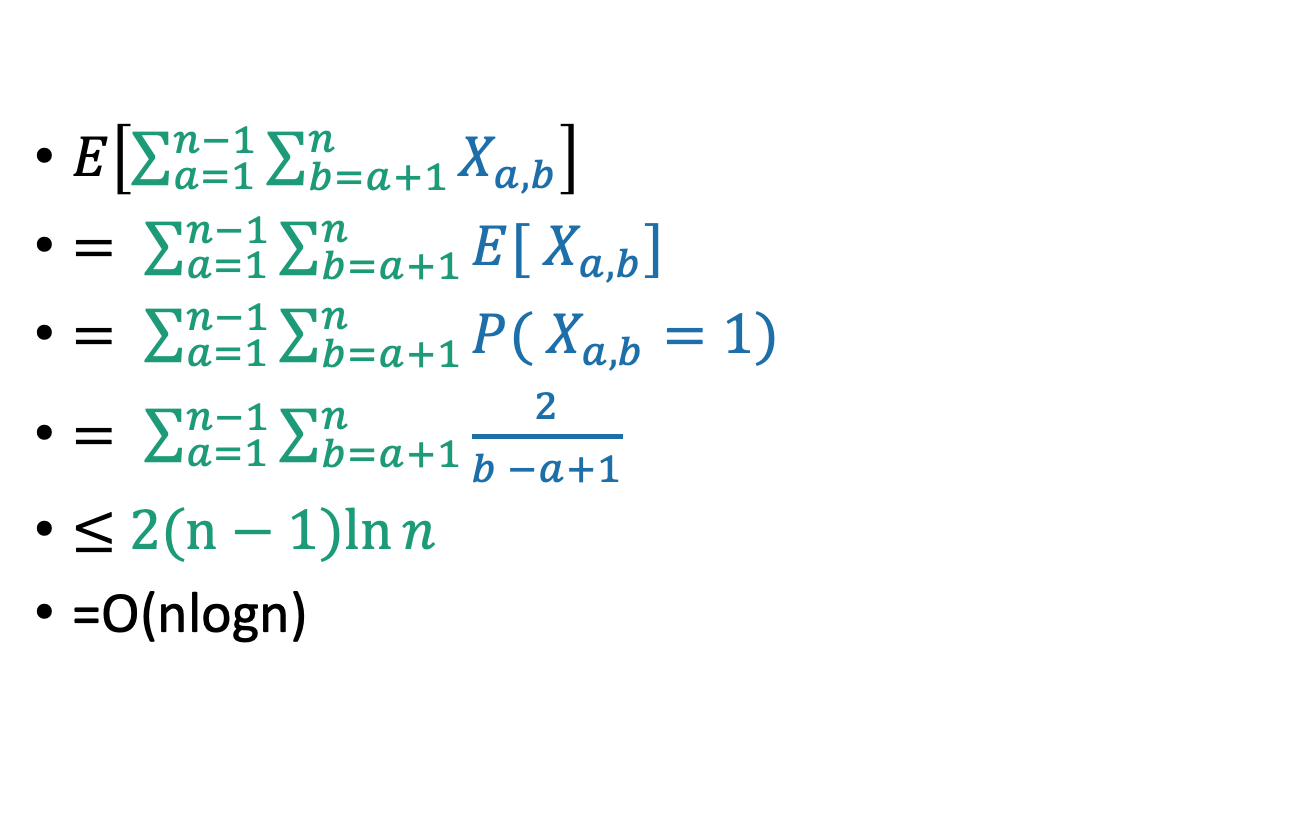 • E[∑_{a=1}^{n−1} ∑_{b=a+1}^{n} X_{a,b}]
• = ∑_{a=1}^{n−1} ∑_{b=a+1}^{n} E[ X_{a,b}]
• = ∑_{a=1}^{n−1} ∑_{b=a+1}^{n} P( X_{a,b} = 1)
• = ∑_{a=1}^{n−1} ∑_{b=a+1}^{n} \frac{2}{b −a+1}
• ≤ 2(n − 1)ln n
• =O(nlogn)